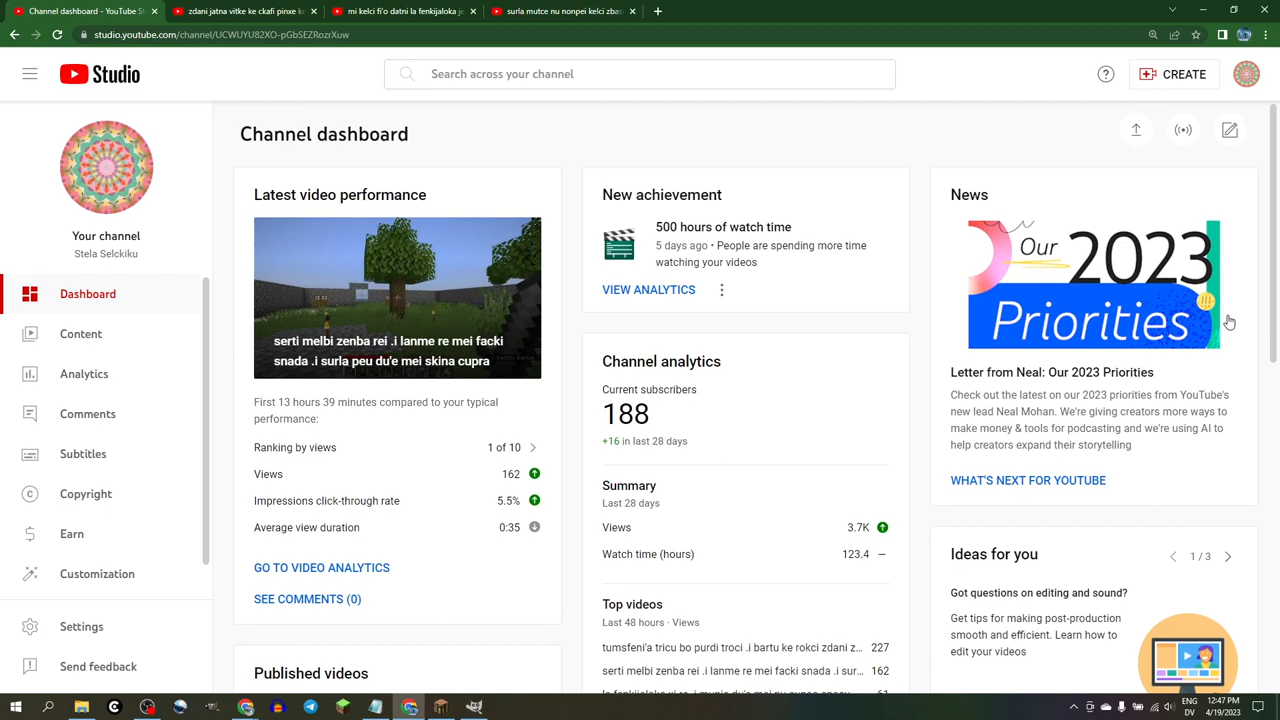 Channel dashboard - YouTube St
zdani jatna vitke ke ckafi pinxe k
mi kelci fi'o datni la fenkijaloka je
surla mutce nu nonpei kelci zbas
studio.youtube.com/channel/UCWUYU82XO-pGbSEZRozrXuw
Studio
Search across your channel
CREATE
Your channel
Stela Selckiku
Dashboard
Content
Analytics
Comments
Subtitles
Copyright
Earn
Customization
Settings
Send feedback
Channel dashboard
Latest video performance
serti melbi zenba rei .i lanme re mei facki
snada .i surla peu du'e mei skina cupra
First 13 hours 39 minutes compared to your typical
performance:
Ranking by views 1 of 10
Views 162
Impressions click-through rate 5.5%
Average view duration 0:35
GO TO VIDEO ANALYTICS
SEE COMMENTS (0)
Published videos
New achievement
500 hours of watch time
5 days ago • People are spending more time
watching your videos
VIEW ANALYTICS
Channel analytics
Current subscribers
188
+16 in last 28 days
Summary
Last 28 days
Views 3.7K
Watch time (hours) 123.4 —
Top videos
Last 48 hours · Views
tumsfeni'a tricu bo purdi troci .i bartu ke rokci zdani z... 227
serti melbi zenba rei .i lanme re mei facki snada .i sur... 162
News
Our 2023
Priorities
Letter from Neal: Our 2023 Priorities
Check out the latest on our 2023 priorities from YouTube's
new lead Neal Mohan. We're giving creators more ways to
make money & tools for podcasting and we're using AI to
help creators expand their storytelling
WHAT'S NEXT FOR YOUTUBE
Ideas for you
1 / 3
Got questions on editing and sound?
Get tips for making post-production
smooth and efficient. Learn how to
edit your videos
ENG
DV
12:47 PM
4/19/2023